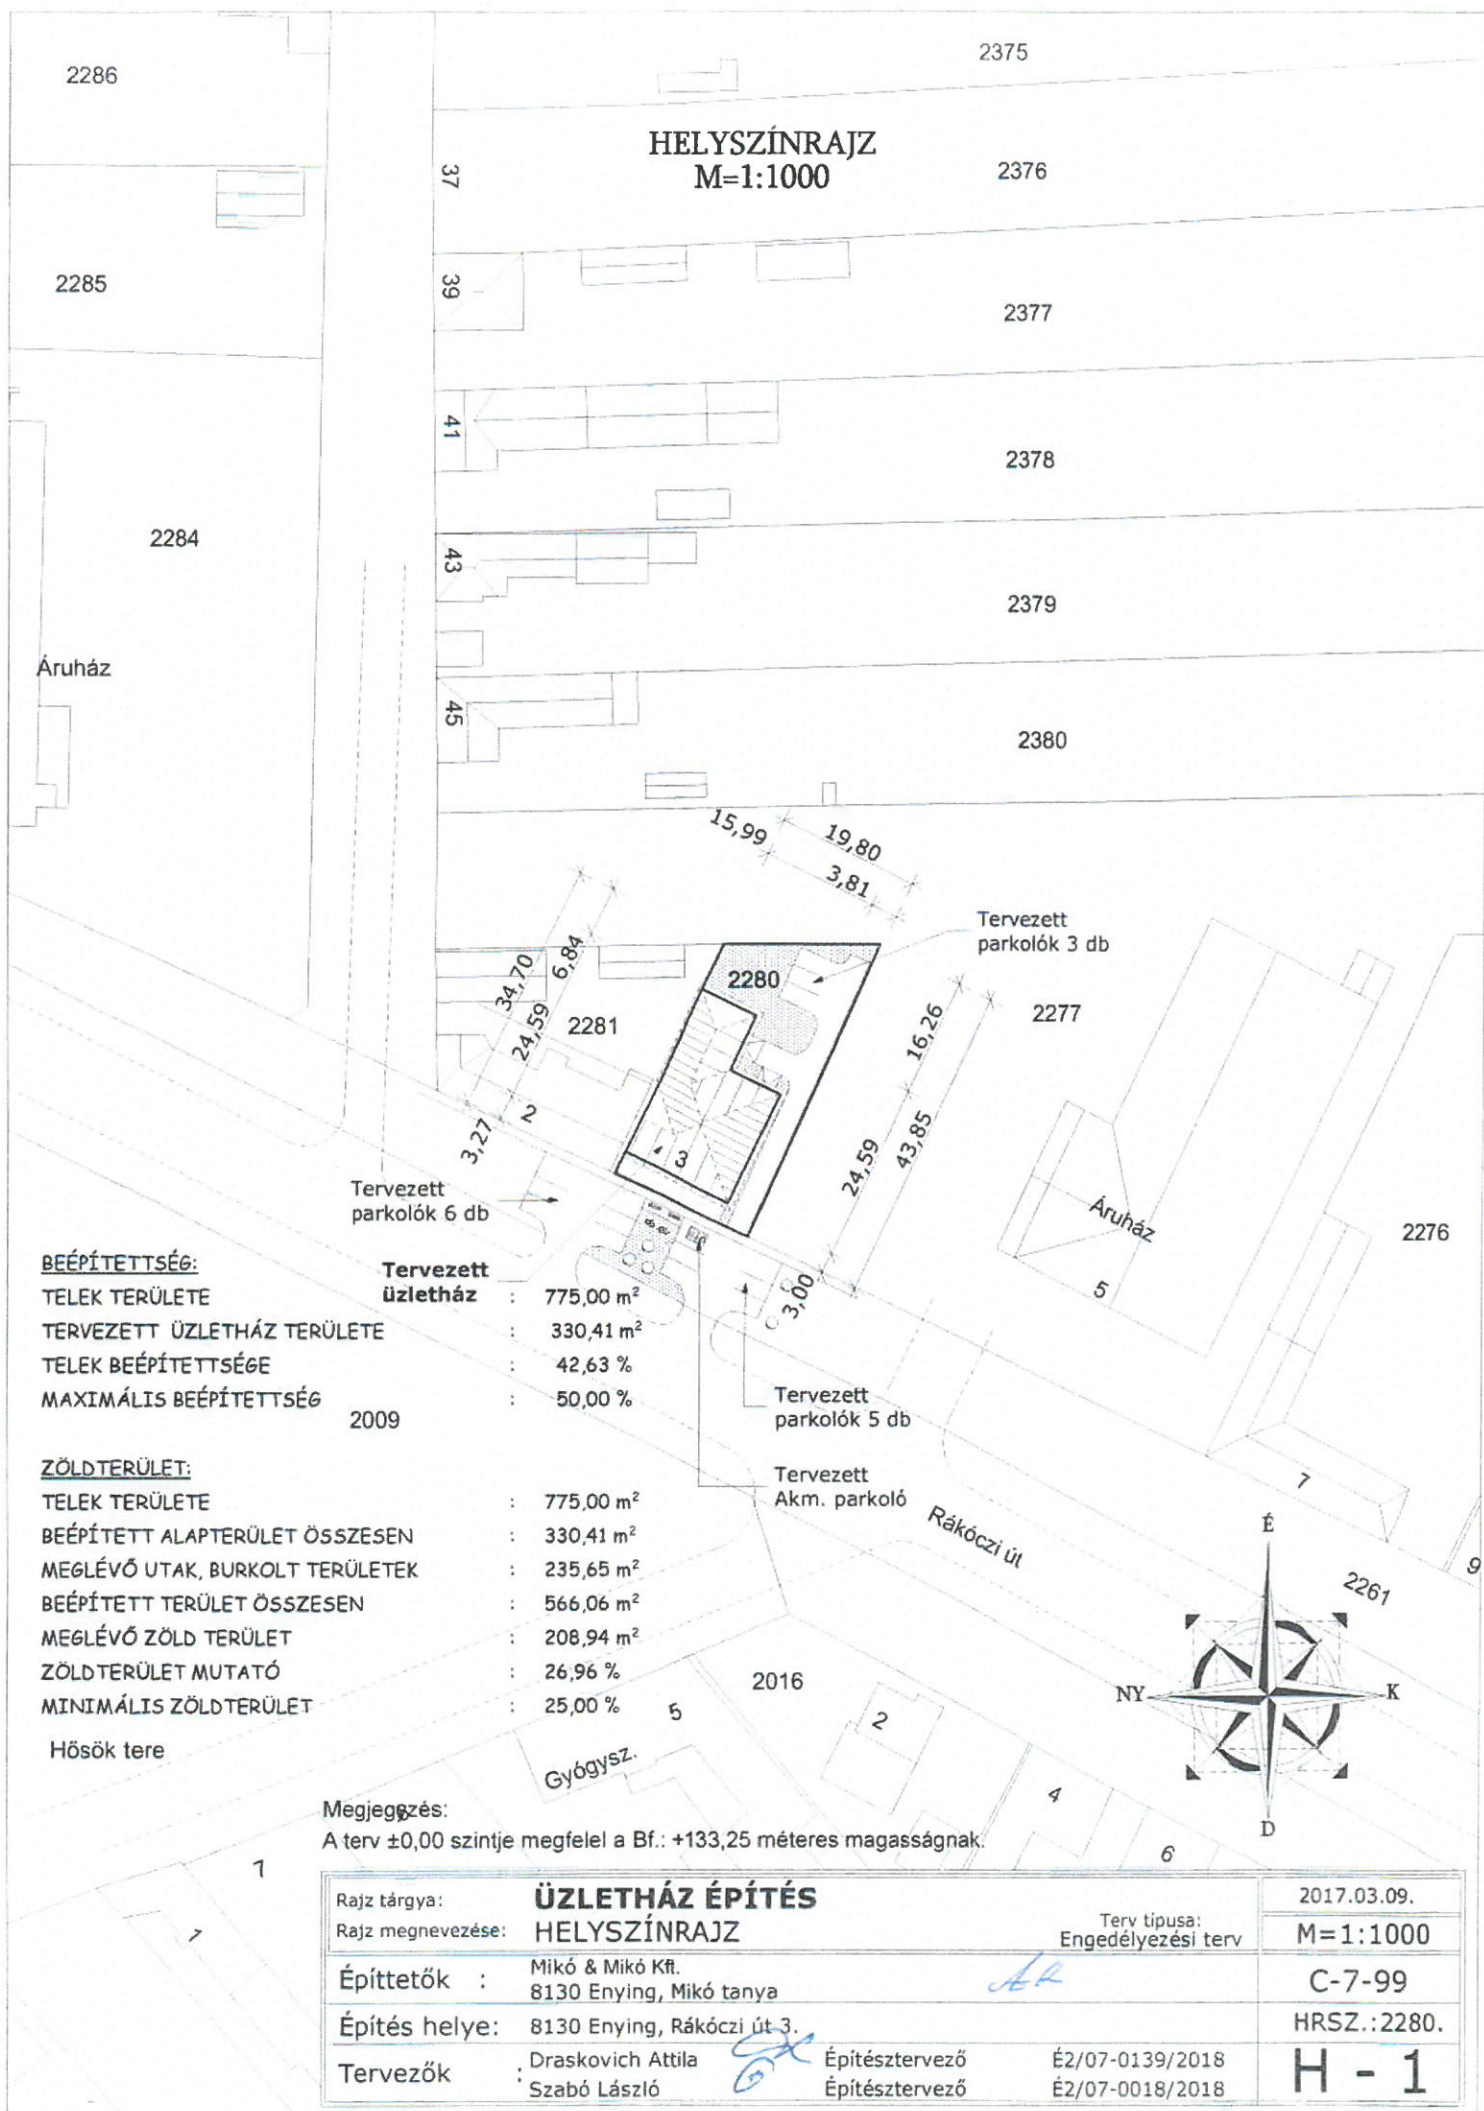 2286
2375
HELYSZÍNRAJZ
M=1:1000
37
2376
2285
39
2377
41
2378
2284
43
2379
Áruház
45
2380
15,99
19,80
3,81
Tervezett
parkolók 3 db
34,70
6,84
2280
24,59
2281
16,26
2277
2
3,27
3
24,59
43,85
Tervezett
parkolók 6 db
Áruház
2276
5
3,00
Tervezett
üzletház
BEÉPÍTETTSÉG:
TELEK TERÜLETE : 775,00 m²
TERVEZETT ÜZLETHÁZ TERÜLETE : 330,41 m²
TELEK BEÉPÍTETTSÉGE : 42,63 %
MAXIMÁLIS BEÉPÍTETTSÉG : 50,00 %
2009
Tervezett
parkolók 5 db
Tervezett
Akm. parkoló
Rákóczi út
7
9
2261
ZÖLDTERÜLET:
TELEK TERÜLETE : 775,00 m²
BEÉPÍTETT ALAPTERÜLET ÖSSZESEN : 330,41 m²
MEGLÉVŐ UTAK, BURKOLT TERÜLETEK : 235,65 m²
BEÉPÍTETT TERÜLET ÖSSZESEN : 566,06 m²
MEGLÉVŐ ZÖLD TERÜLET : 208,94 m²
ZÖLDTERÜLET MUTATÓ : 26,96 %
MINIMÁLIS ZÖLDTERÜLET : 25,00 %
Hősök tere
2016
5
2
Gyógysz.
4
6
É
NY
K
D
Megjegyzés:
A terv ±0,00 szintje megfelel a Bf.: +133,25 méteres magasságnak.
1
1
Rajz tárgya: ÜZLETHÁZ ÉPÍTÉS
Rajz megnevezése: HELYSZÍNRAJZ
Terv tipusa:
Engedélyezési terv
2017.03.09.
M=1:1000
Építtetők : Mikó & Mikó Kft.
8130 Enying, Mikó tanya
C-7-99
Építés helye: 8130 Enying, Rákóczi út 3.
HRSZ.:2280.
Tervezők : Draskovich Attila Építésztervező É2/07-0139/2018
Szabó László Építésztervező É2/07-0018/2018
H - 1